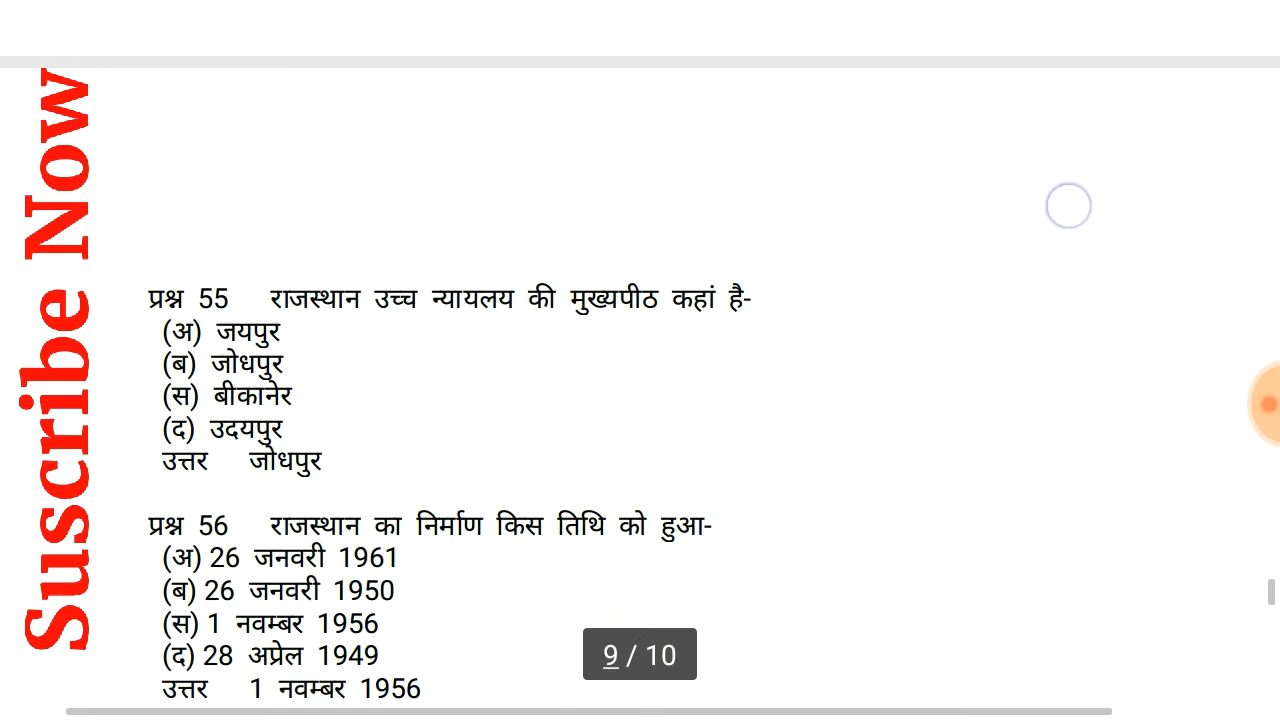 Suscribe Now
प्रश्न 55 राजस्थान उच्च न्यायलय की मुख्यपीठ कहां है-
(अ) जयपुर
(ब) जोधपुर
(स) बीकानेर
(द) उदयपुर
उत्तर जोधपुर
प्रश्न 56 राजस्थान का निर्माण किस तिथि को हुआ-
(अ) 26 जनवरी 1961
(ब) 26 जनवरी 1950
(स) 1 नवम्बर 1956
(द) 28 अप्रेल 1949
उत्तर 1 नवम्बर 1956
9 / 10